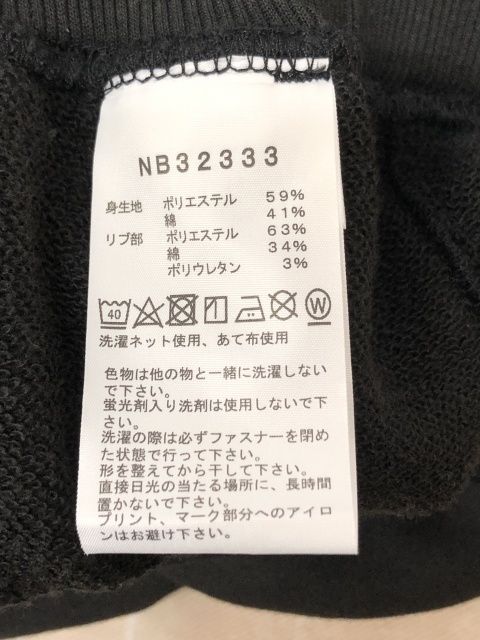 NB32333
身生地 ポリエステル 59%
綿 41%
リブ部 ポリエステル 63%
綿 34%
ポリウレタン 3%
40 W
洗濯ネット使用、あて布使用
色物は他の物と一緒に洗濯しない
で下さい。
蛍光剤入り洗剤は使用しないで下
さい。
洗濯の際は必ずファスナーを閉め
た状態で行って下さい。
形を整えてから干して下さい。
直接日光の当たる場所に、長時間
置かないで下さい。
プリント、マーク部分へのアイロ
ンはお避け下さい。